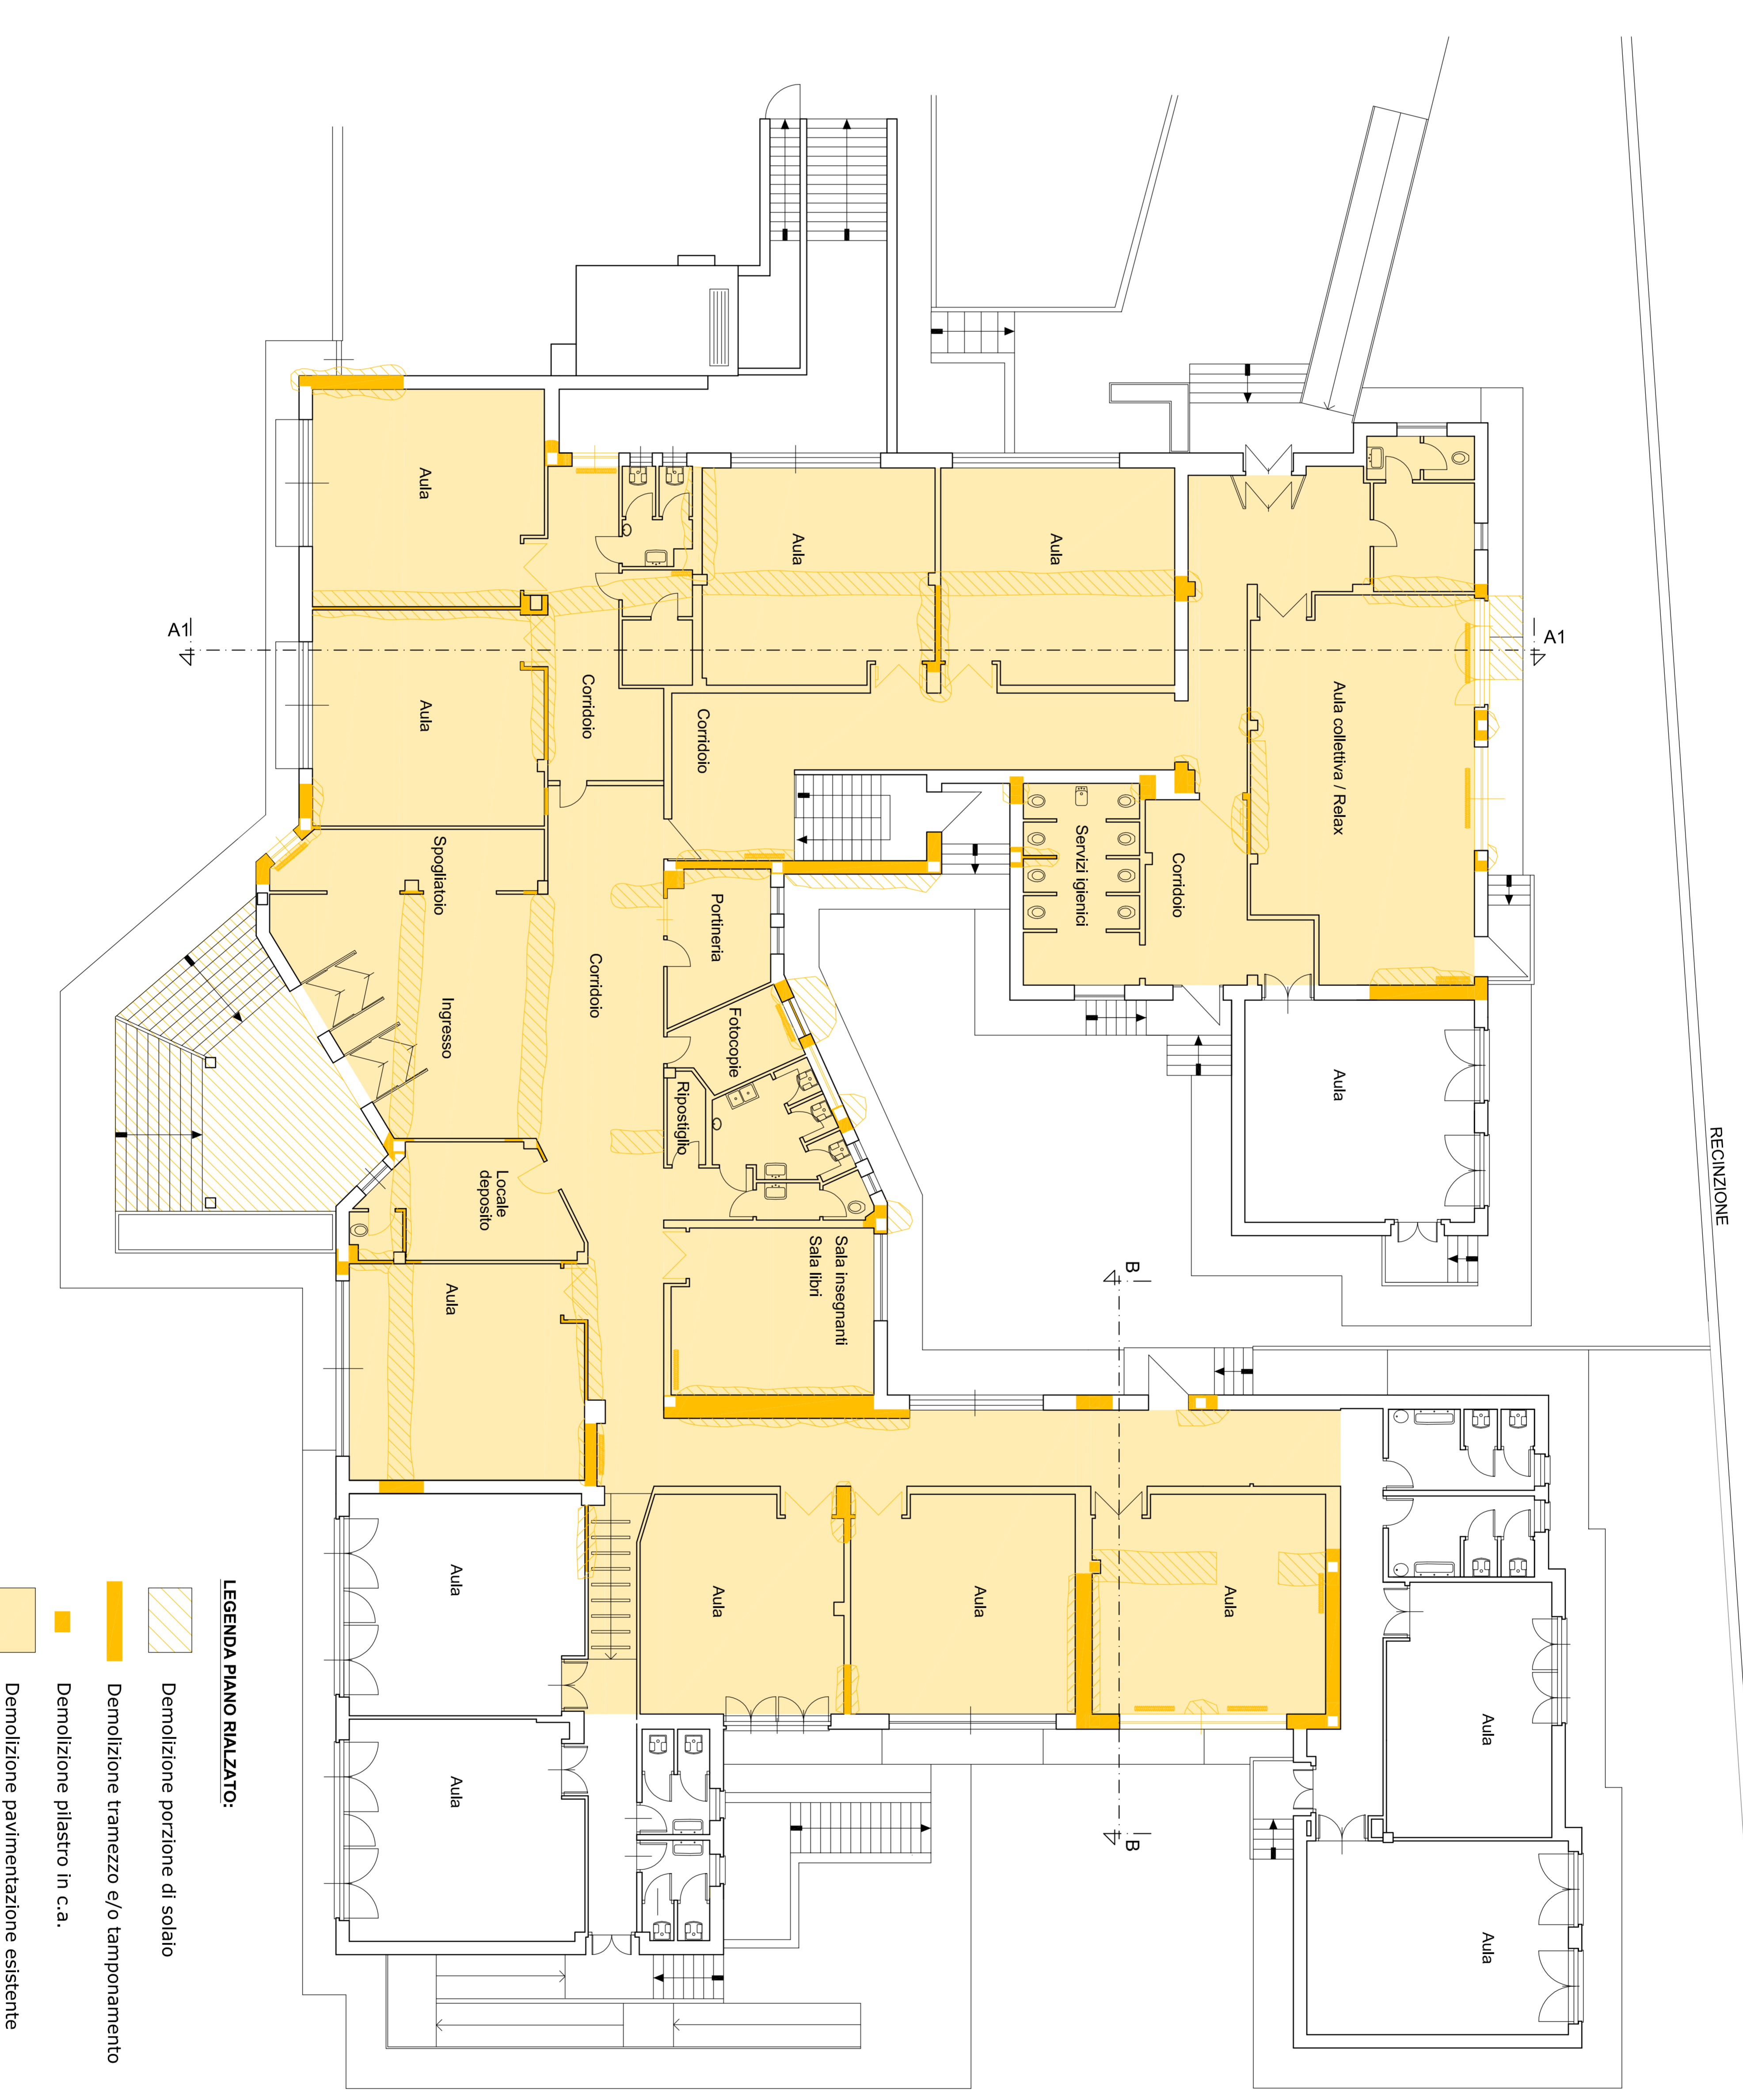 RECINZIONE
A1
A1
Aula
Aula
Aula
Aula collettiva / Relax
Aula
Corridoio
Corridoio
Servizi igienici
Corridoio
Spogliatoio
Portineria
Corridoio
Ingresso
Fotocopie
Ripostiglio
Aula
Locale
deposito
Sala insegnanti
Sala libri
Aula
B
B
Aula
Aula
Aula
Aula
Aula
Aula
Aula
LEGENDA PIANO RIALZATO:
Demolizione porzione di solaio
Demolizione tramezzo e/o tamponamento
Demolizione pilastro in c.a.
Demolizione pavimentazione esistente